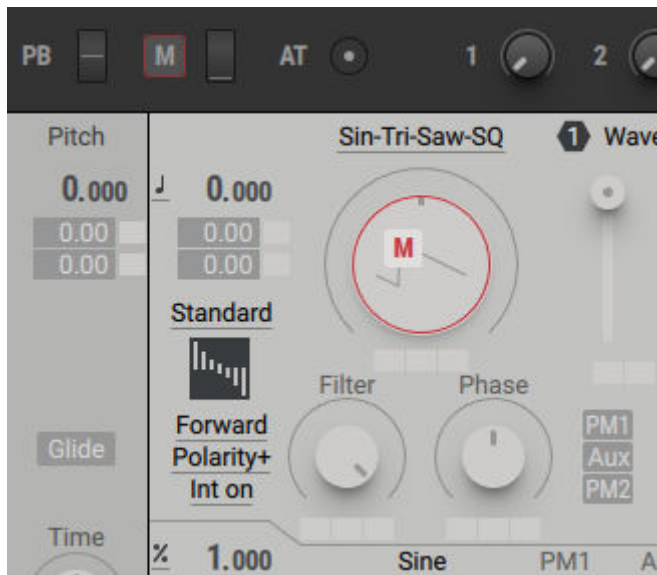 PB M AT 1 2
Pitch Sin-Tri-Saw-SQ 1 Wave
0.000 0.000
0.00 0.00
0.00 0.00
M
Standard
Filter Phase
Forward PM1
Glide Polarity+ Aux
Int on PM2
Time
% 1.000 Sine PM1 A